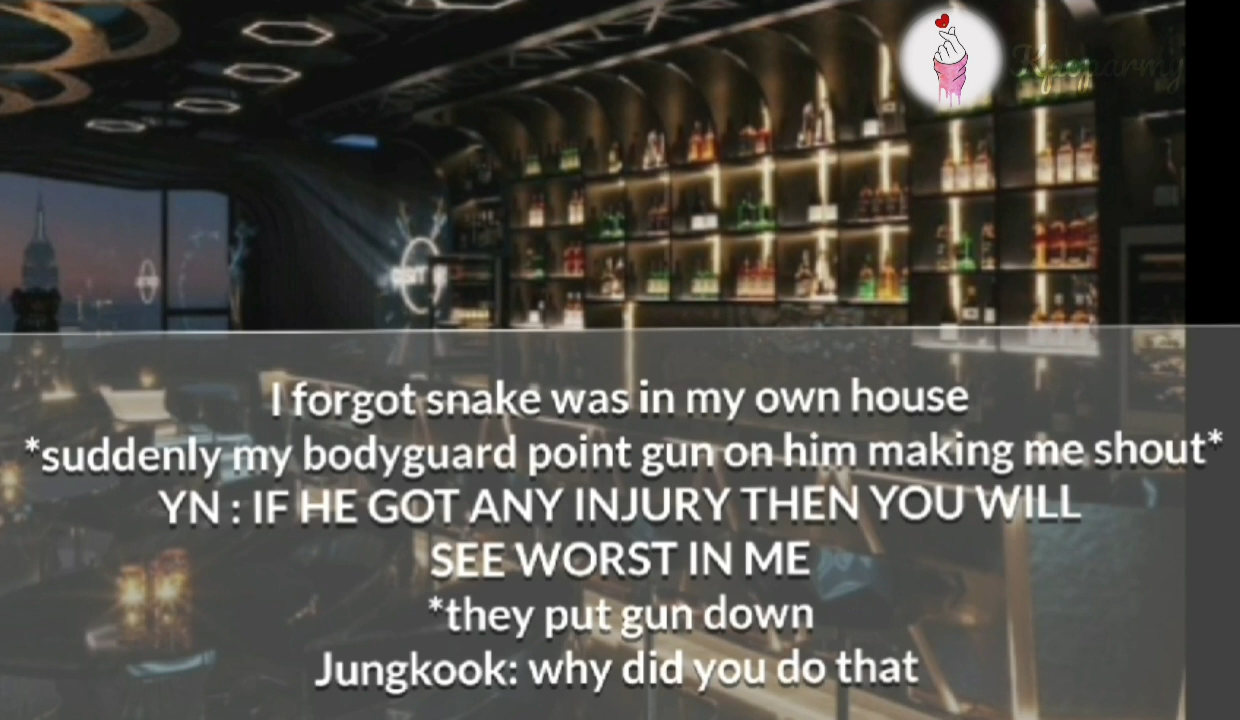 I forgot snake was in my own house
*suddenly my bodyguard point gun on him making me shout*
YN : IF HE GOT ANY INJURY THEN YOU WILL
SEE WORST IN ME
*they put gun down
Jungkook: why did you do that